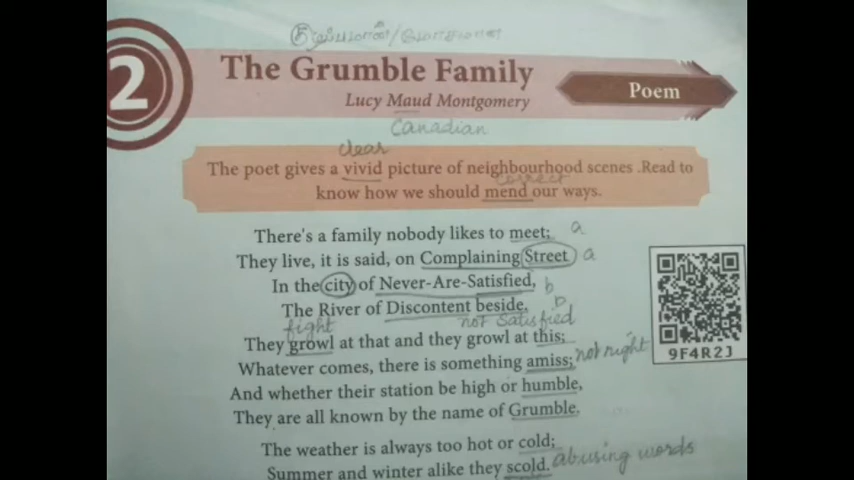 2
The Grumble Family
Lucy Maud Montgomery
Poem
Canadian
clear
The poet gives a vivid picture of neighbourhood scenes .Read to
correct
know how we should mend our ways.
There's a family nobody likes to meet; a
They live, it is said, on Complaining Street a
In the city of Never-Are-Satisfied, b
The River of Discontent beside. b
fight not satisfied
They growl at that and they growl at this;
Whatever comes, there is something amiss; not right
And whether their station be high or humble,
They are all known by the name of Grumble.
9F4R2J
The weather is always too hot or cold;
Summer and winter alike they scold. abusing words